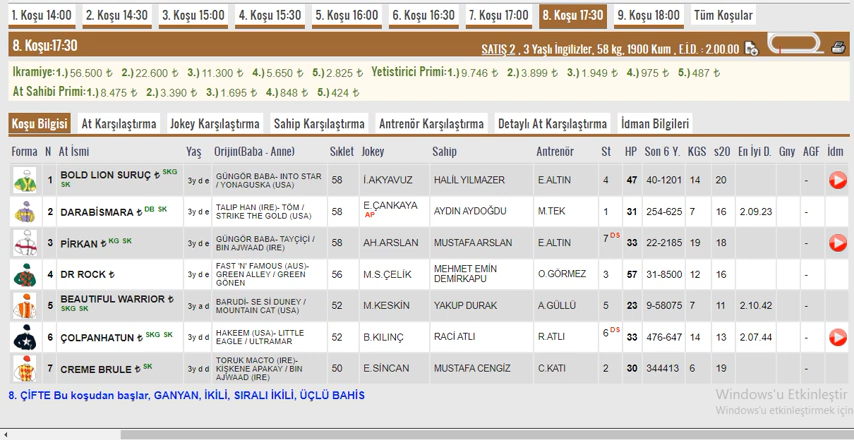 1. Koşu 14:00 2. Koşu 14:30 3. Koşu 15:00 4. Koşu 15:30 5. Koşu 16:00 6. Koşu 16:30 7. Koşu 17:00 8. Koşu 17:30 9. Koşu 18:00 Tüm Koşular
8. Koşu:17:30 SATIŞ 2 , 3 Yaşlı İngilizler, 58 kg, 1900 Kum , E.İ.D. : 2.00.00
Ikramiye:1.) 56.500 ₺ 2.) 22.600 ₺ 3.) 11.300 ₺ 4.) 5.650 ₺ 5.) 2.825 ₺ Yetistirici Primi:1.) 9.746 ₺ 2.) 3.899 ₺ 3.) 1.949 ₺ 4.) 975 ₺ 5.) 487 ₺
At Sahibi Primi:1.) 8.475 ₺ 2.) 3.390 ₺ 3.) 1.695 ₺ 4.) 848 ₺ 5.) 424 ₺
Koşu Bilgisi At Karşılaştırma Jokey Karşılaştırma Sahip Karşılaştırma Antrenör Karşılaştırma Detaylı At Karşılaştırma İdman Bilgileri
Forma N At İsmi Yaş Orijin(Baba - Anne) Sıklet Jokey Sahip Antrenör St HP Son 6 Y. KGS s20 En İyi D. Gny AGF İdm
1 BOLD LION SURUÇ ₺ SKG SK 3y d e GÜNGÖR BABA- INTO STAR / YONAGUSKA (USA) 58 İ.AKYAVUZ HALİL YILMAZER E.ALTIN 4 47 40-1201 14 20 -
2 DARABİSMARA ₺ DB SK 3y d e TALIP HAN (IRE)- TÖM / STRIKE THE GOLD (USA) 58 E.ÇANKAYA AP AYDIN AYDOĞDU M.TEK 1 31 254-625 7 16 2.09.23 -
3 PİRKAN ₺ KG SK 3y d e GÜNGÖR BABA- TAYÇİÇİ / BIN AJWAAD (IRE) 58 AH.ARSLAN MUSTAFA ARSLAN E.ALTIN 7 DS 33 22-2185 19 18 -
4 DR ROCK ₺ 3y d e FAST 'N' FAMOUS (AUS)- GREEN ALLEY / GREEN GÖNEN 56 M.S.ÇELİK MEHMET EMİN DEMİRKAPU O.GÖRMEZ 3 57 31-8500 12 16 -
5 BEAUTIFUL WARRIOR ₺ SKG SK 3y a d BARUDİ- SE Sİ DUNEY / MOUNTAIN CAT (USA) 52 M.KESKİN YAKUP DURAK A.GÜLLÜ 5 23 9-58075 7 11 2.10.42 -
6 ÇOLPANHATUN ₺ SKG SK 3y d d HAKEEM (USA)- LITTLE EAGLE / ULTRAMAR 52 B.KILINÇ RACİ ATLI R.ATLI 6 DS 33 476-647 14 13 2.07.44 -
7 CREME BRULE ₺ SK 3y d d TORUK MACTO (IRE)- KİŞKENE APAKAY / BIN AJWAAD (IRE) 50 E.SİNCAN MUSTAFA CENGİZ C.KATI 2 30 344413 6 19 -
8. ÇİFTE Bu koşudan başlar, GANYAN, İKİLİ, SIRALI İKİLİ, ÜÇLÜ BAHİS
Windows'u Etkinleştir
Windows'u etkinleştirmek için